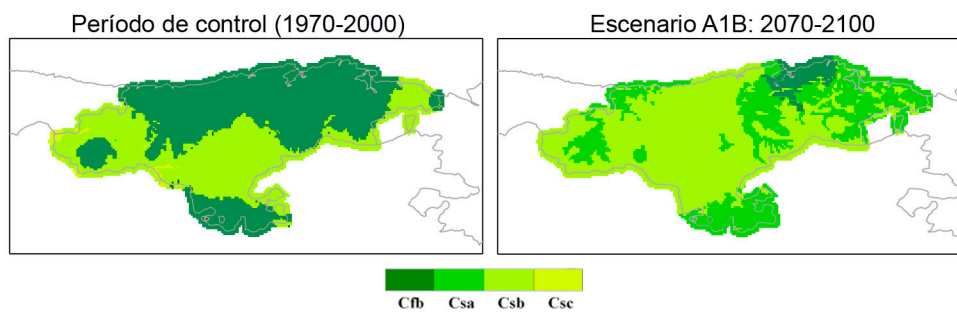 Período de control (1970-2000)
Escenario A1B: 2070-2100
Cfb Csa Csb Csc